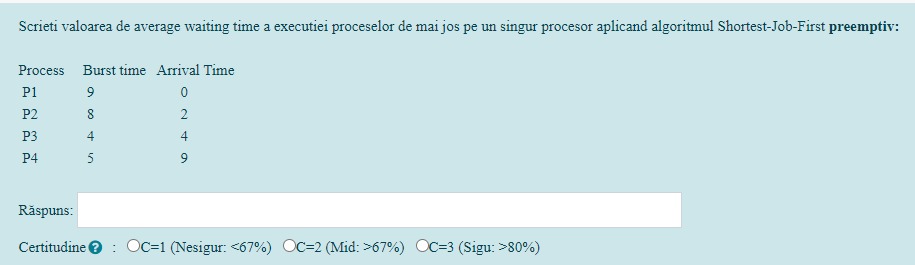 Scrieti valoarea de average waiting time a executiei proceselor de mai jos pe un singur procesor aplicand algoritmul Shortest-Job-First preemptiv:
Process Burst time Arrival Time
P1 9 0
P2 8 2
P3 4 4
P4 5 9
Răspuns:
Certitudine ? : C=1 (Nesigur: <67%) C=2 (Mid: >67%) C=3 (Sigu: >80%)